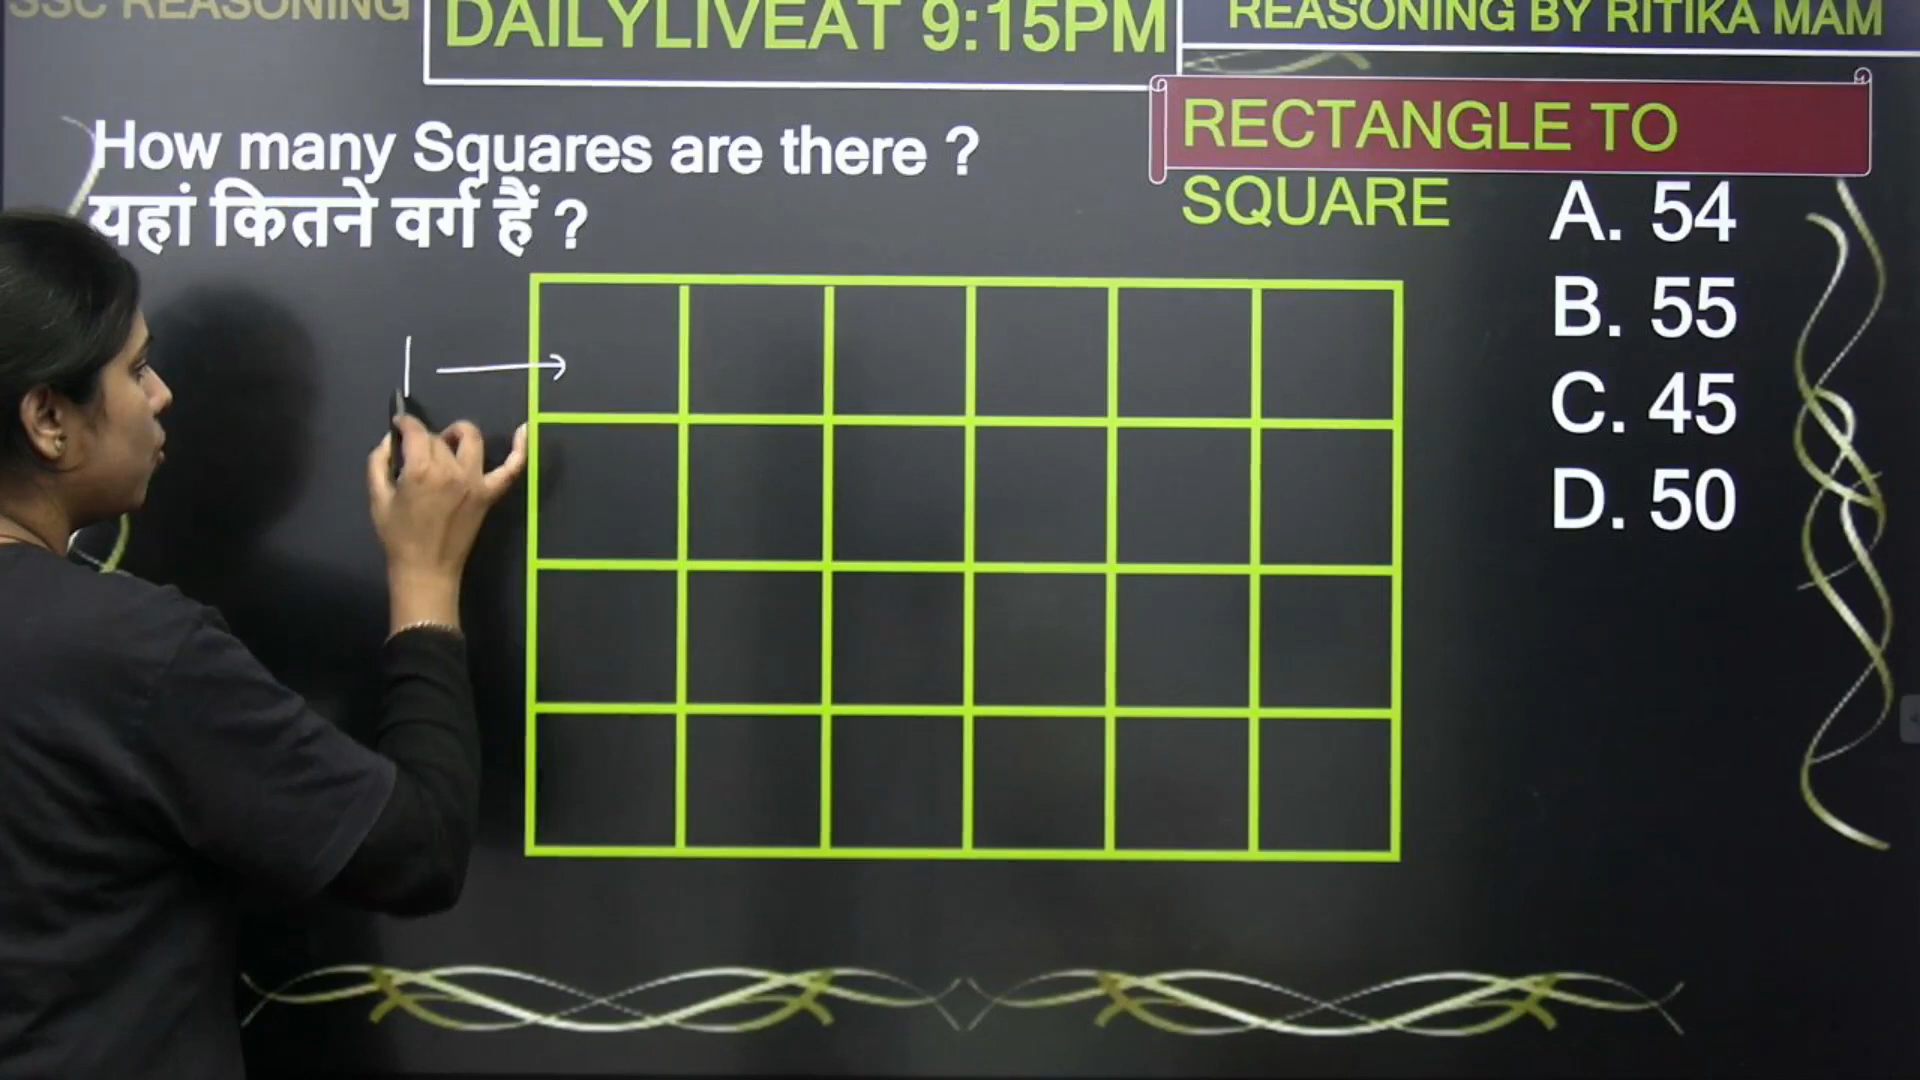 SSC REASONING
DAILYLIVEAT 9:15PM
REASONING BY RITIKA MAM
RECTANGLE TO
SQUARE
How many Squares are there ?
यहां कितने वर्ग हैं ?
A. 54
B. 55
C. 45
D. 50
1